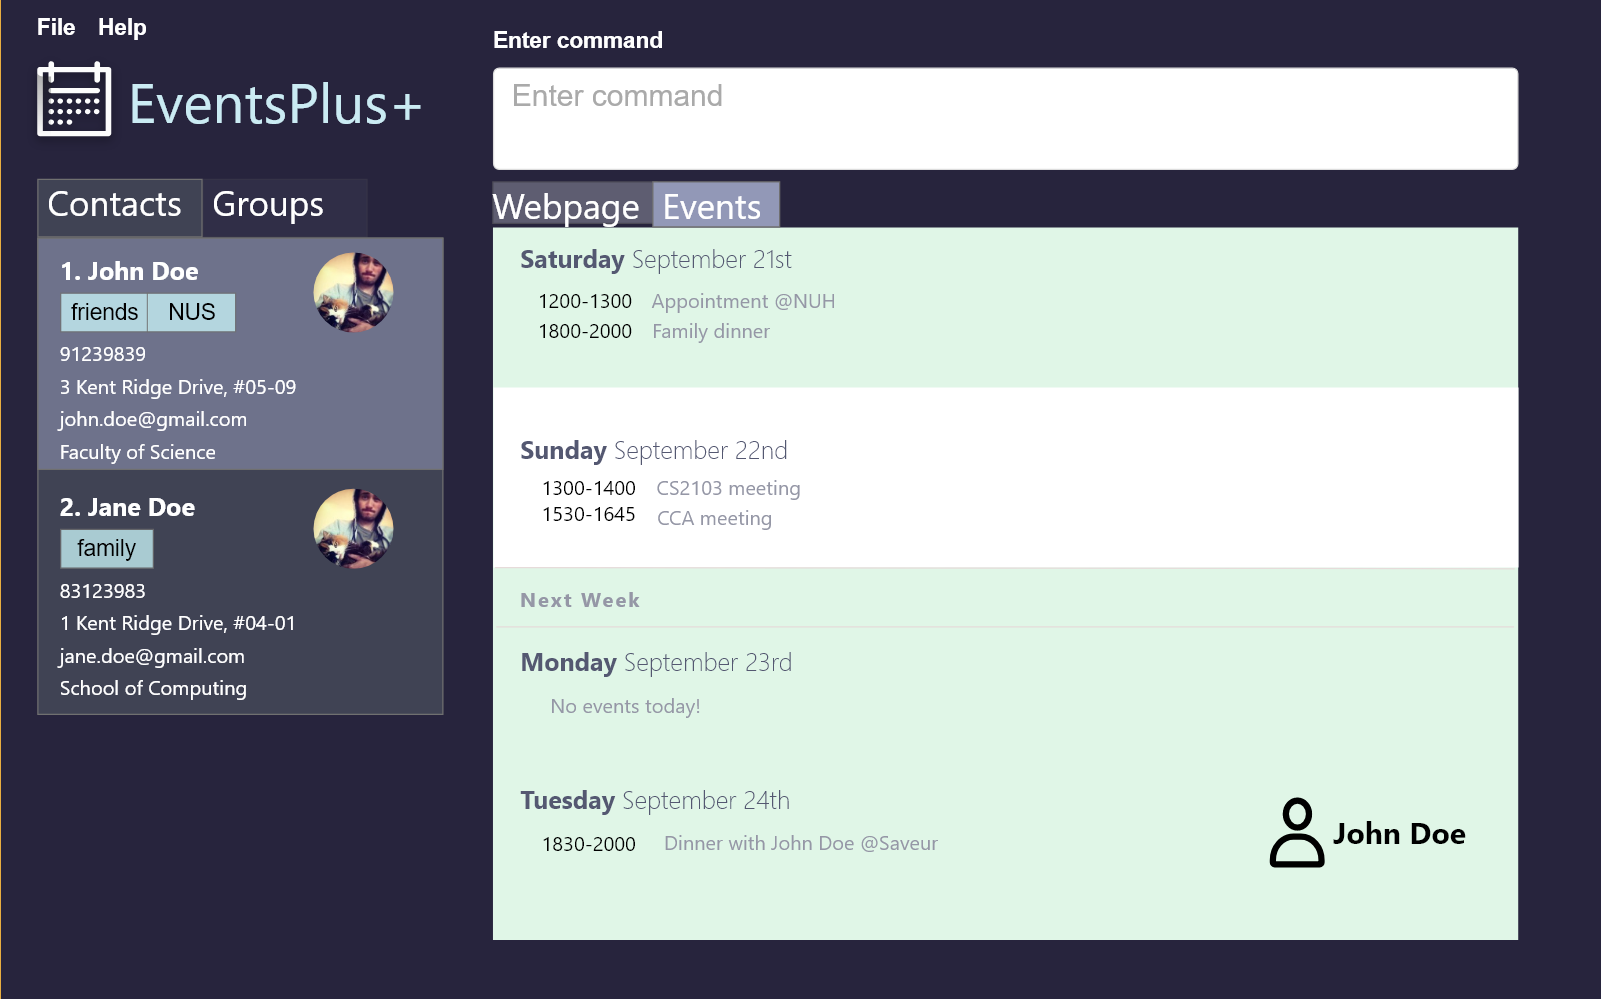 File Help
EventsPlus+
Enter command
Enter command
Contacts Groups
1. John Doe
friends NUS
91239839
3 Kent Ridge Drive, #05-09
john.doe@gmail.com
Faculty of Science
2. Jane Doe
family
83123983
1 Kent Ridge Drive, #04-01
jane.doe@gmail.com
School of Computing
Webpage Events
Saturday September 21st
1200-1300 Appointment @NUH
1800-2000 Family dinner
Sunday September 22nd
1300-1400 CS2103 meeting
1530-1645 CCA meeting
Next Week
Monday September 23rd
No events today!
Tuesday September 24th
1830-2000 Dinner with John Doe @Saveur
John Doe